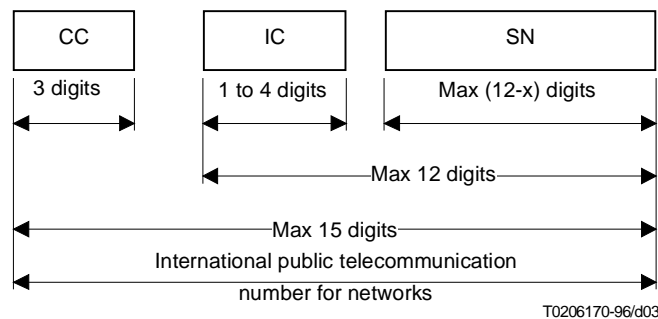 CC IC SN
3 digits 1 to 4 digits Max (12-x) digits
Max 12 digits
Max 15 digits
International public telecommunication
number for networks
T0206170-96/d03